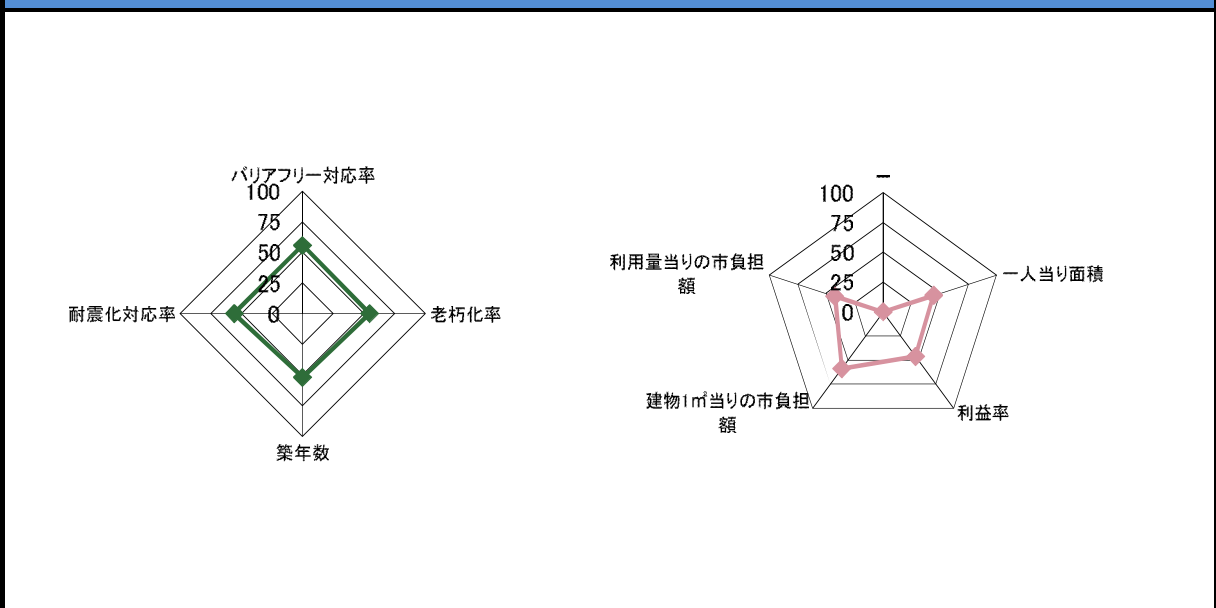 バリアフリー対応率
100
75
50
25
0
耐震化対応率
老朽化率
築年数
－
100
75
50
25
0
利用量当りの市負担
額
一人当り面積
建物1㎡当りの市負担
額
利益率